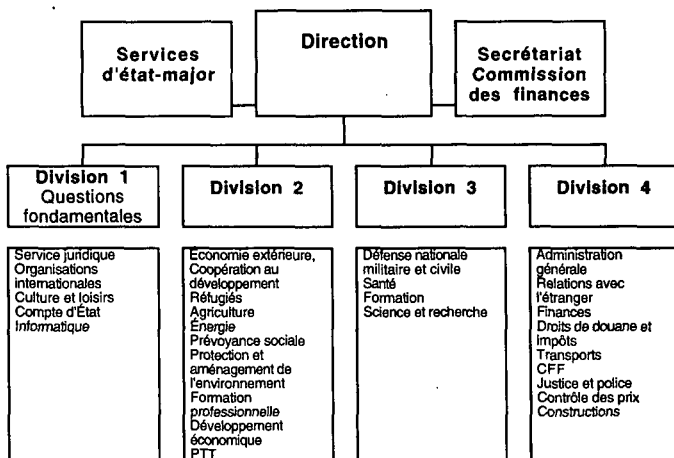 Services
d'état-major
Direction
Secrétariat
Commission
des finances
Division 1
Questions
fondamentales
Division 2
Division 3
Division 4
Service juridique
Organisations
internationales
Culture et loisirs
Compte d'État
Informatique
Économie extérieure,
Coopération au
développement
Réfugiés
Agriculture
Énergie
Prévoyance sociale
Protection et
aménagement de
l'environnement
Formation
professionnelle
Développement
économique
PTT
Défense nationale
militaire et civile
Santé
Formation
Science et recherche
Administration
générale
Relations avec
l'étranger
Finances
Droits de douane et
Impôts
Transports
CFF
Justice et police
Contrôle des prix
Constructions